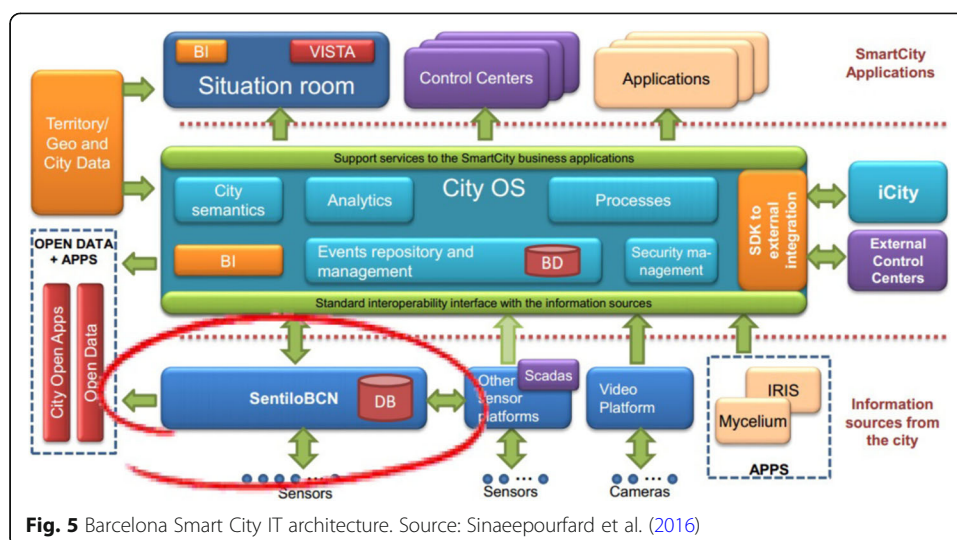 BI
VISTA
Situation room
Control Centers
Applications
SmartCity
Applications
Territory/
Geo and
City Data
Support services to the SmartCity business applications
City OS
City
semantics
Analytics
Processes
SDK to
external
integration
iCity
OPEN DATA
+ APPS
BI
Events repository and
management
BD
Security ma-
nagement
External
Control
Centers
Standard interoperability interface with the information sources
City Open Apps
Open Data
SentiloBCN
DB
Other
sensor
platforms
Scadas
Video
Platform
IRIS
Mycelium
APPS
Information
sources from
the city
...
Sensors
...
Sensors
...
Cameras
Fig. 5 Barcelona Smart City IT architecture. Source: Sinaeepourfard et al. (2016)